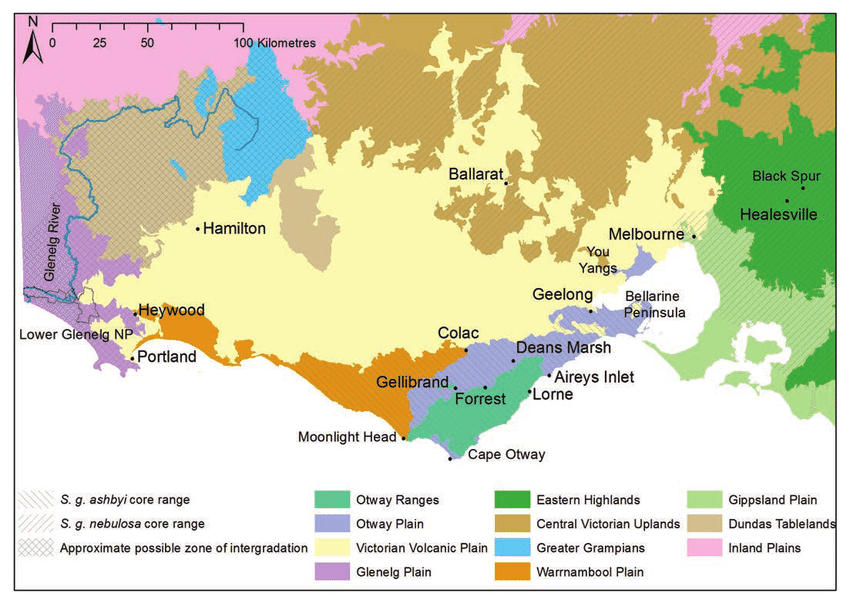 N
0 25 50 100 Kilometres
Ballarat
Black Spur
Healesville
Hamilton
Melbourne
Glenelg River
You
Yangs
Geelong
Bellarine
Peninsula
Heywood
Lower Glenelg NP
Colac
Deans Marsh
Portland
Aireys Inlet
Gellibrand
Forrest
Lorne
Moonlight Head
Cape Otway
S. g. ashbyi core range
S. g. nebulosa core range
Approximate possible zone of intergradation
Otway Ranges
Otway Plain
Victorian Volcanic Plain
Glenelg Plain
Eastern Highlands
Central Victorian Uplands
Greater Grampians
Warrnambool Plain
Gippsland Plain
Dundas Tablelands
Inland Plains